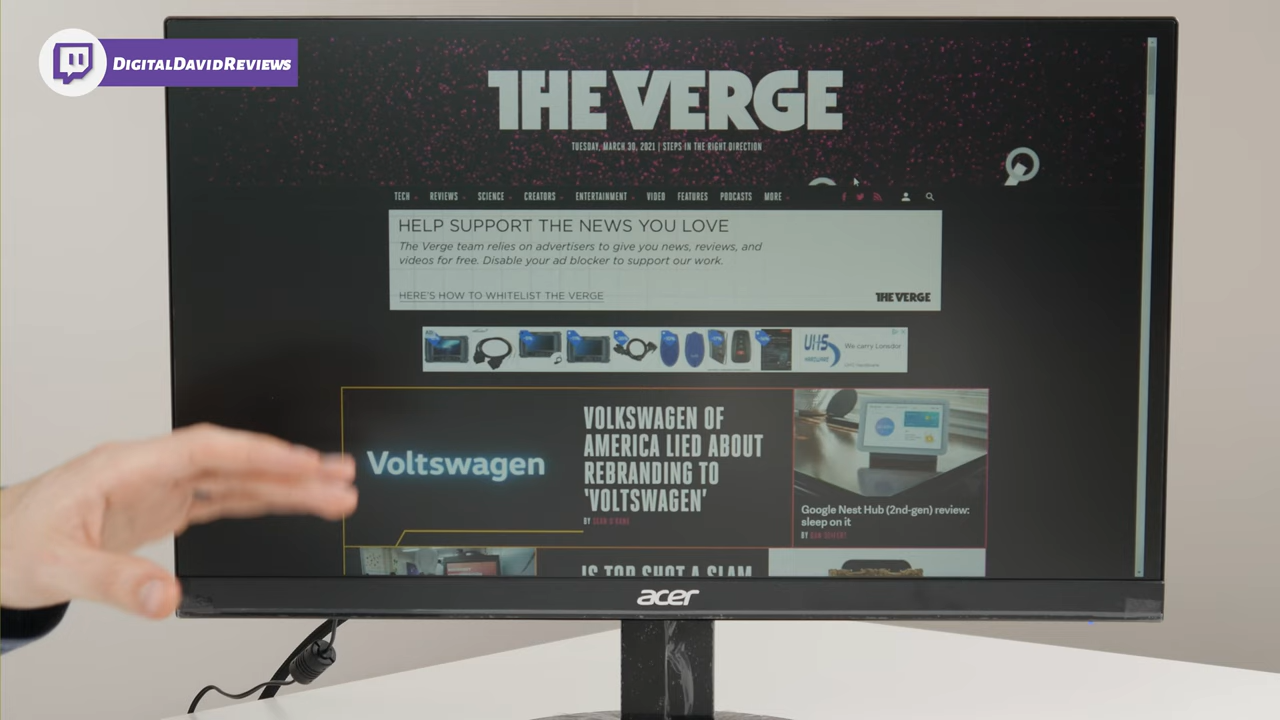 DIGITALDAVIDREVIEWS
THE VERGE
TUESDAY, MARCH 30, 2021 | STEPS IN THE RIGHT DIRECTION
TECH REVIEWS SCIENCE CREATORS ENTERTAINMENT VIDEO FEATURES PODCASTS MORE
HELP SUPPORT THE NEWS YOU LOVE
The Verge team relies on advertisers to give you news, reviews, and
videos for free. Disable your ad blocker to support our work.
HERE'S HOW TO WHITELIST THE VERGE
THE VERGE
UHS
HARDWARE
We carry Lonsdor
Voltswagen
VOLKSWAGEN OF
AMERICA LIED ABOUT
REBRANDING TO
'VOLTSWAGEN'
BY
Google Nest Hub (2nd-gen) review:
sleep on it
BY
IS TOP SHOT A SLAM
acer